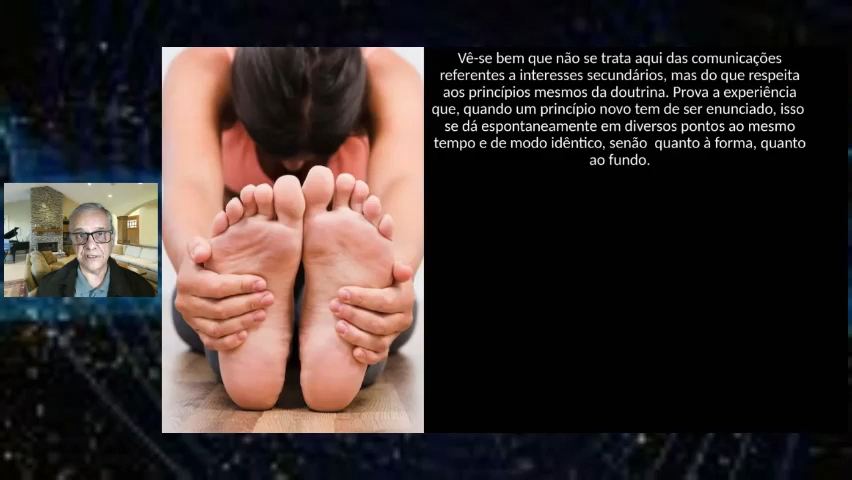 Vê-se bem que não se trata aqui das comunicações
referentes a interesses secundários, mas do que respeita
aos princípios mesmos da doutrina. Prova a experiência
que, quando um princípio novo tem de ser enunciado, isso
se dá espontaneamente em diversos pontos ao mesmo
tempo e de modo idêntico, senão  quanto à forma, quanto
ao fundo.